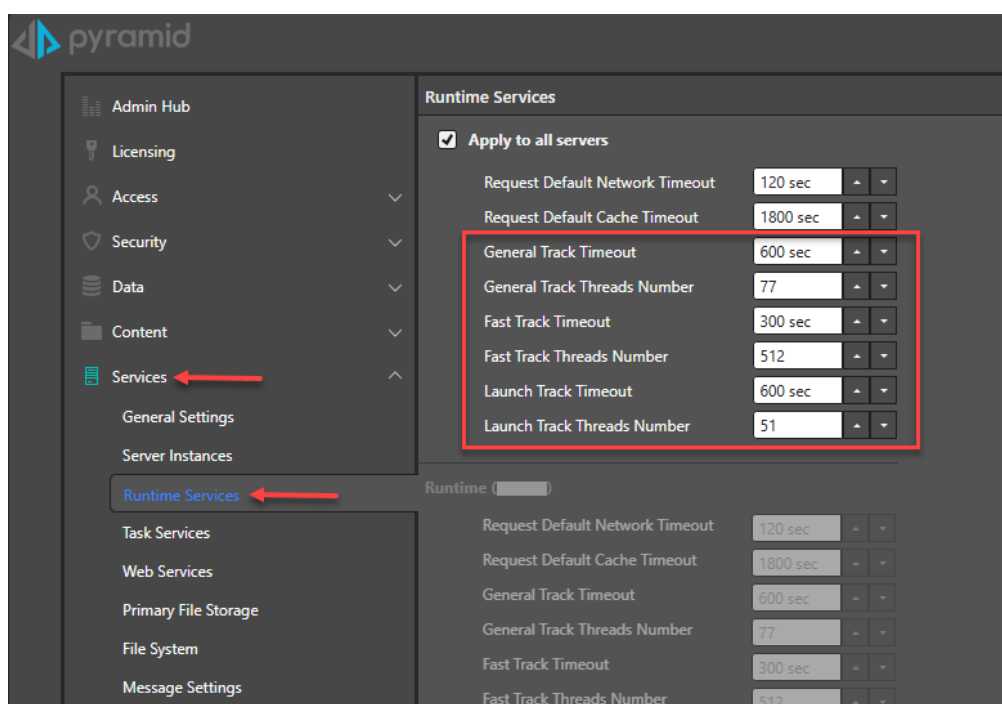 pyramid
Admin Hub
Licensing
Access
Security
Data
Content
Services
General Settings
Server Instances
Runtime Services
Task Services
Web Services
Primary File Storage
File System
Message Settings
Runtime Services
Apply to all servers
Request Default Network Timeout 120 sec
Request Default Cache Timeout 1800 sec
General Track Timeout 600 sec
General Track Threads Number 77
Fast Track Timeout 300 sec
Fast Track Threads Number 512
Launch Track Timeout 600 sec
Launch Track Threads Number 51
Runtime ( )
Request Default Network Timeout 120 sec
Request Default Cache Timeout 1800 sec
General Track Timeout 600 sec
General Track Threads Number 77
Fast Track Timeout 300 sec
Fast Track Threads Number 512